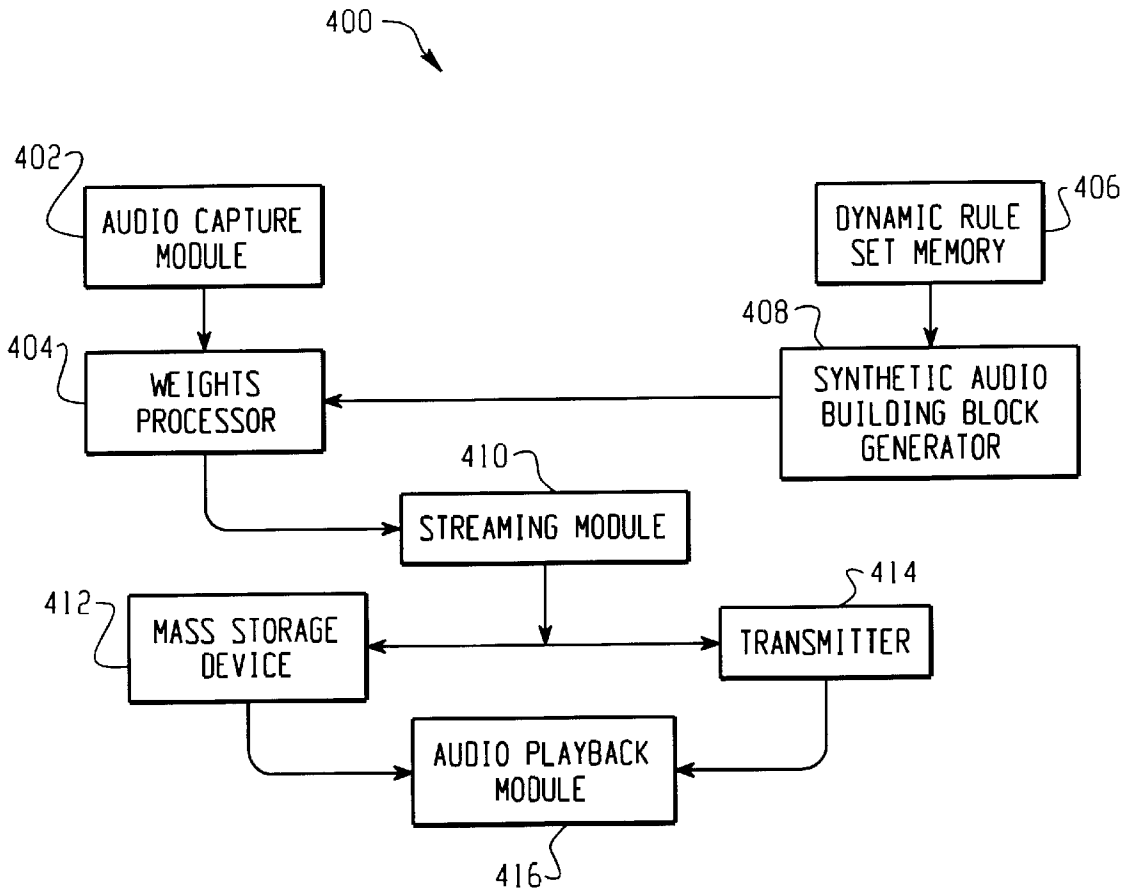 400
402
AUDIO CAPTURE
MODULE
406
DYNAMIC RULE
SET MEMORY
404
WEIGHTS
PROCESSOR
408
SYNTHETIC AUDIO
BUILDING BLOCK
GENERATOR
410
STREAMING MODULE
412
MASS STORAGE
DEVICE
414
TRANSMITTER
AUDIO PLAYBACK
MODULE
416